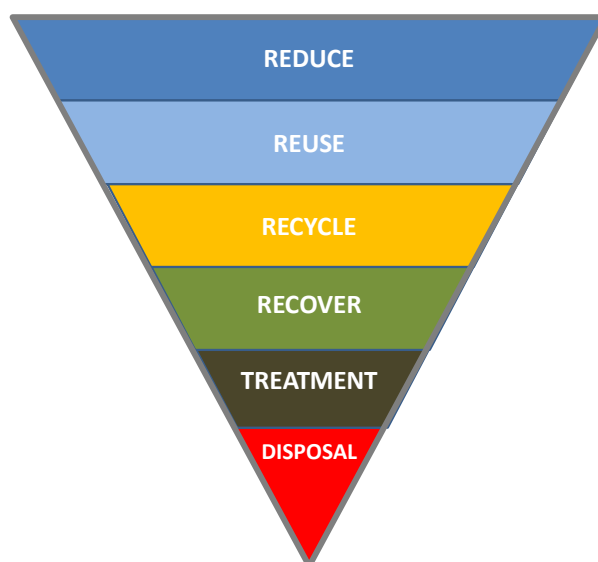 REDUCE
REUSE
RECYCLE
RECOVER
TREATMENT
DISPOSAL